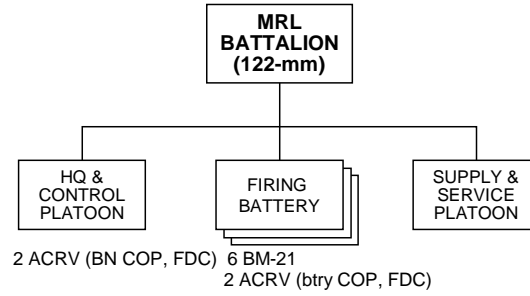 MRL
BATTALION
(122-mm)
HQ &
CONTROL
PLATOON
FIRING
BATTERY
SUPPLY &
SERVICE
PLATOON
2 ACRV (BN COP, FDC)
6 BM-21
2 ACRV (btry COP, FDC)